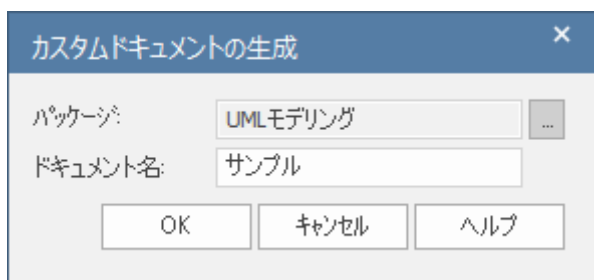 カスタムドキュメントの生成 ×
パッケージ: UMLモデリング ...
ドキュメント名: サンプル
OK キャンセル ヘルプ